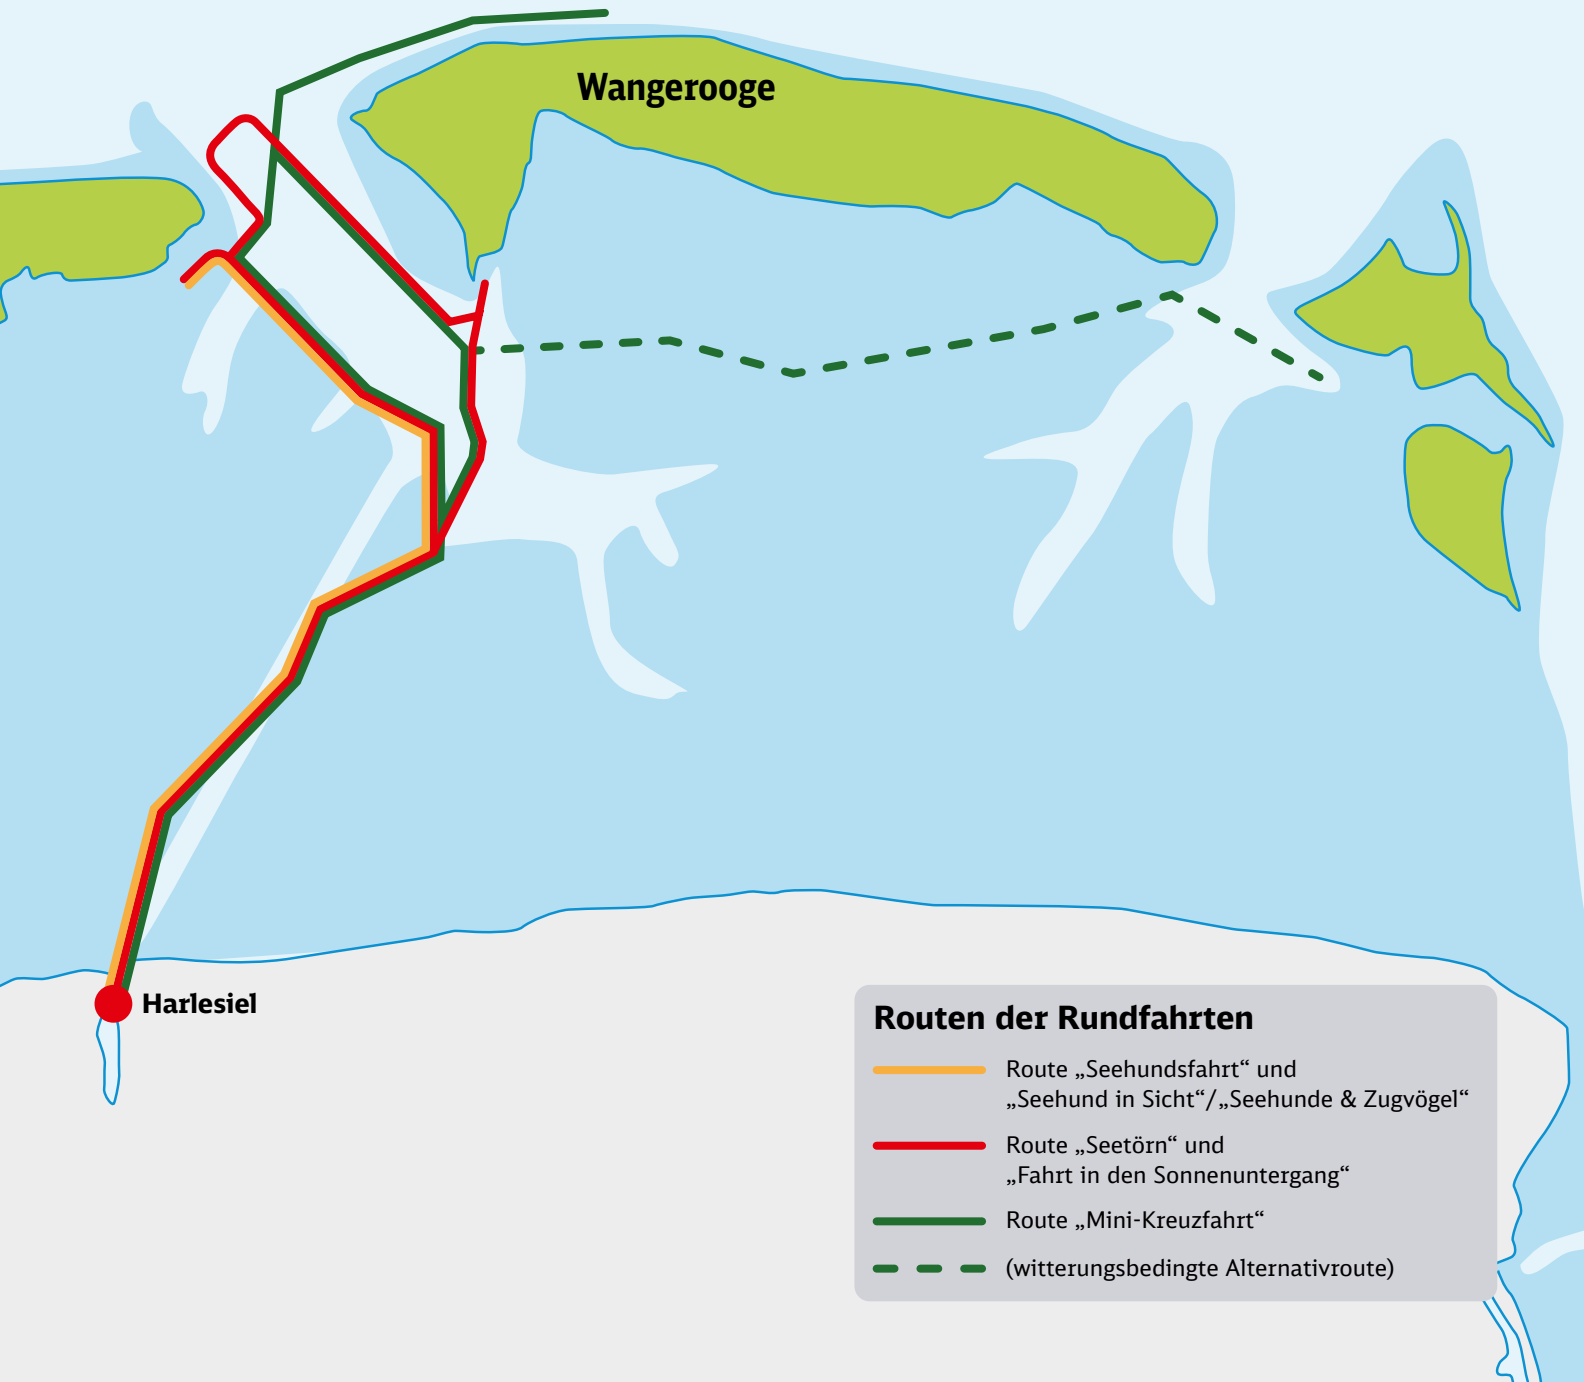 Wangerooge
Harlesiel
Routen der Rundfahrten
Route „Seehundsfahrt“ und
„Seehund in Sicht“/„Seehunde & Zugvögel“
Route „Seetörn“ und
„Fahrt in den Sonnenuntergang“
Route „Mini-Kreuzfahrt“
(witterungsbedingte Alternativroute)